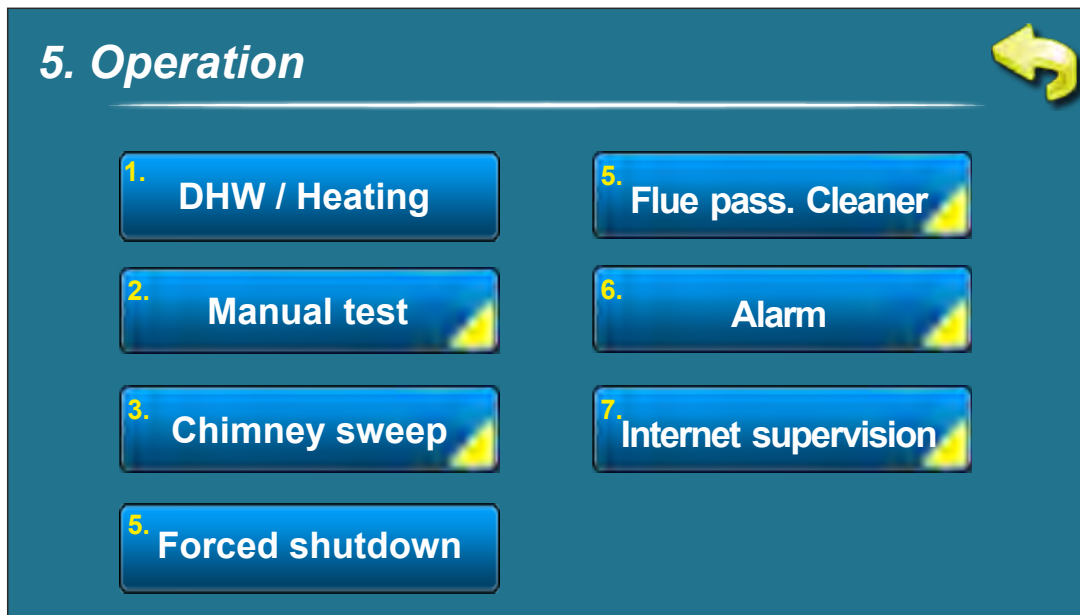 5. Operation
1. DHW / Heating
2. Manual test
3. Chimney sweep
5. Forced shutdown
5. Flue pass. Cleaner
6. Alarm
7. Internet supervision